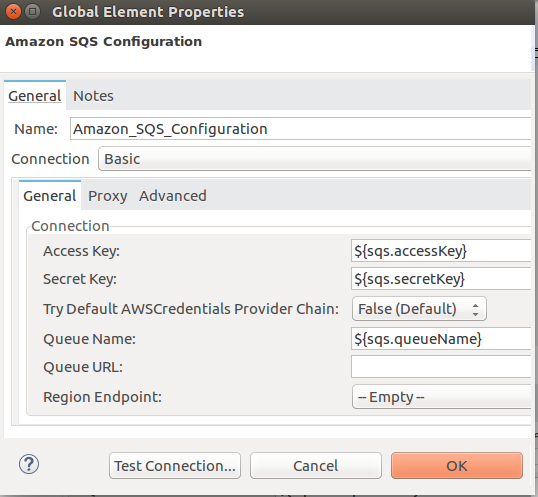 Global Element Properties
Amazon SQS Configuration
General Notes
Name: Amazon_SQS_Configuration
Connection Basic
General Proxy Advanced
Connection
Access Key: ${sqs.accessKey}
Secret Key: ${sqs.secretKey}
Try Default AWSCredentials Provider Chain: False (Default)
Queue Name: ${sqs.queueName}
Queue URL:
Region Endpoint: -- Empty --
? Test Connection... Cancel OK